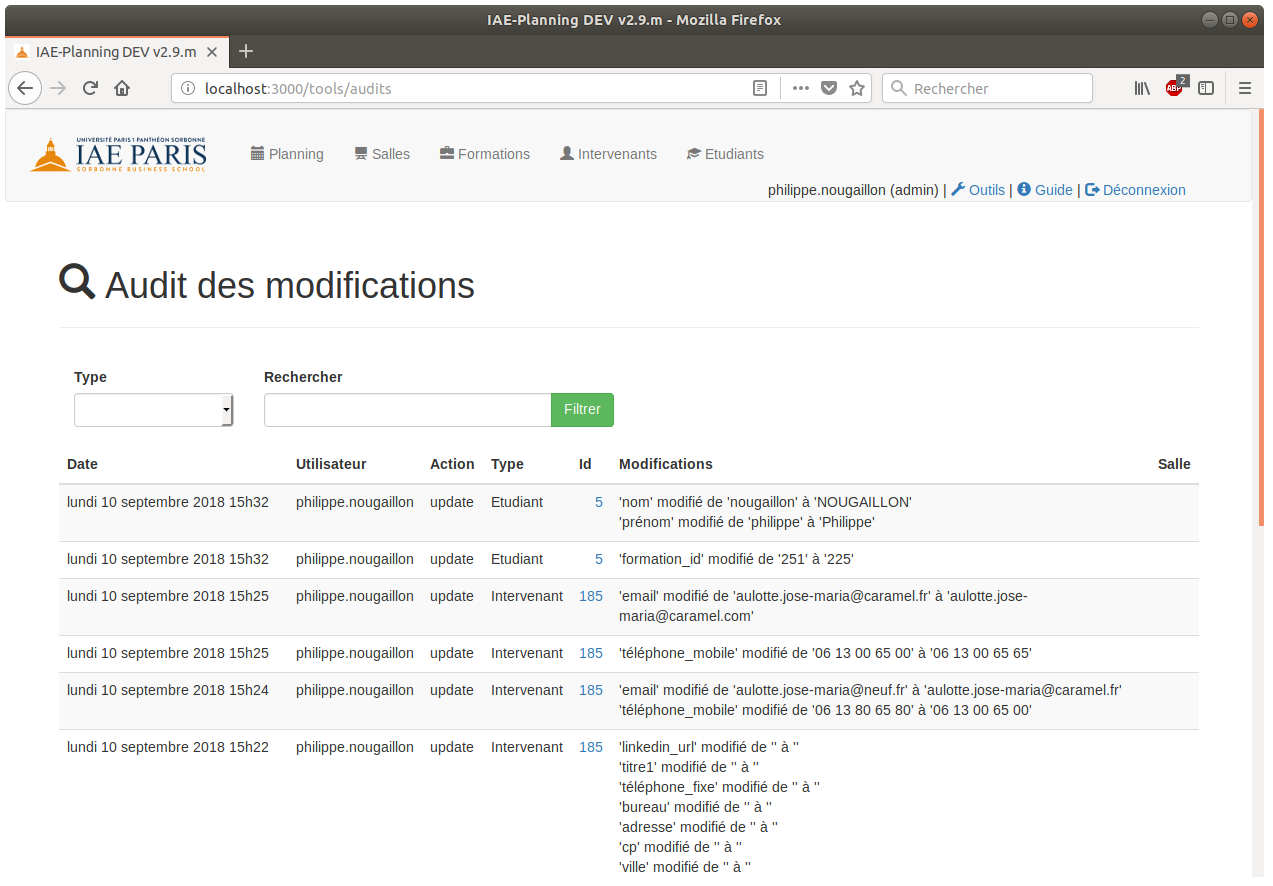 IAE-Planning DEV v2.9.m - Mozilla Firefox
IAE-Planning DEV v2.9.m
localhost:3000/tools/audits
Rechercher
ABP
2
UNIVERSITÉ PARIS 1 PANTHÉON SORBONNE
IAE PARIS
SORBONNE BUSINESS SCHOOL
Planning Salles Formations Intervenants Etudiants
philippe.nougaillon (admin) | Outils | Guide | Déconnexion
Audit des modifications
Type Rechercher
Filtrer
Date Utilisateur Action Type Id Modifications Salle
lundi 10 septembre 2018 15h32 philippe.nougaillon update Etudiant 5 'nom' modifié de 'nougaillon' à 'NOUGAILLON'
'prénom' modifié de 'philippe' à 'Philippe'
lundi 10 septembre 2018 15h32 philippe.nougaillon update Etudiant 5 'formation_id' modifié de '251' à '225'
lundi 10 septembre 2018 15h25 philippe.nougaillon update Intervenant 185 'email' modifié de 'aulotte.jose-maria@caramel.fr' à 'aulotte.jose-
maria@caramel.com'
lundi 10 septembre 2018 15h25 philippe.nougaillon update Intervenant 185 'téléphone_mobile' modifié de '06 13 00 65 00' à '06 13 00 65 65'
lundi 10 septembre 2018 15h24 philippe.nougaillon update Intervenant 185 'email' modifié de 'aulotte.jose-maria@neuf.fr' à 'aulotte.jose-maria@caramel.fr'
'téléphone_mobile' modifié de '06 13 80 65 80' à '06 13 00 65 00'
lundi 10 septembre 2018 15h22 philippe.nougaillon update Intervenant 185 'linkedin_url' modifié de '' à ''
'titre1' modifié de '' à ''
'téléphone_fixe' modifié de '' à ''
'bureau' modifié de '' à ''
'adresse' modifié de '' à ''
'cp' modifié de '' à ''
'ville' modifié de '' à ''